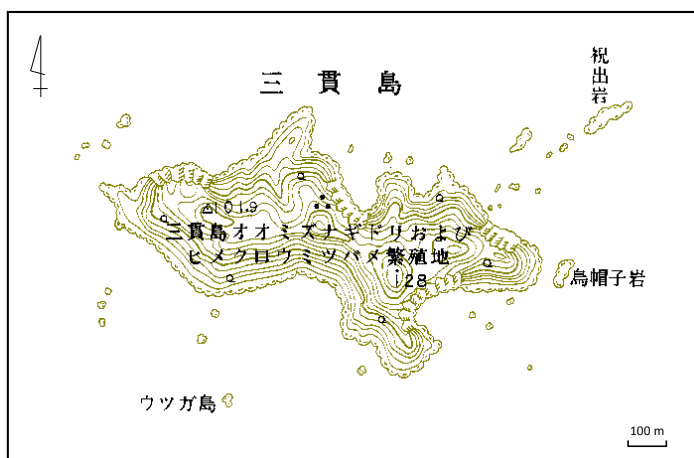 三貫島
祝出岩
101.9
三貫島オオミズナギドリおよび
ヒメクロウミツバメ繁殖地
128
烏帽子岩
ウツガ島
100 m